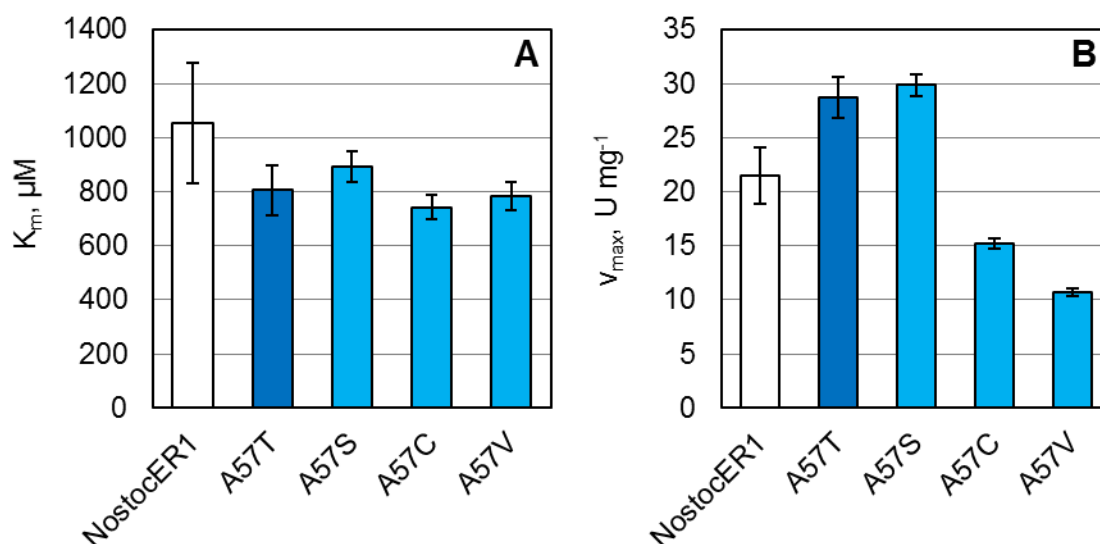 A
1400
1200
1000
800
600
400
200
0
Km, µM
NostocER1
A57T
A57S
A57C
A57V
B
35
30
25
20
15
10
5
0
vmax, U mg-1
NostocER1
A57T
A57S
A57C
A57V